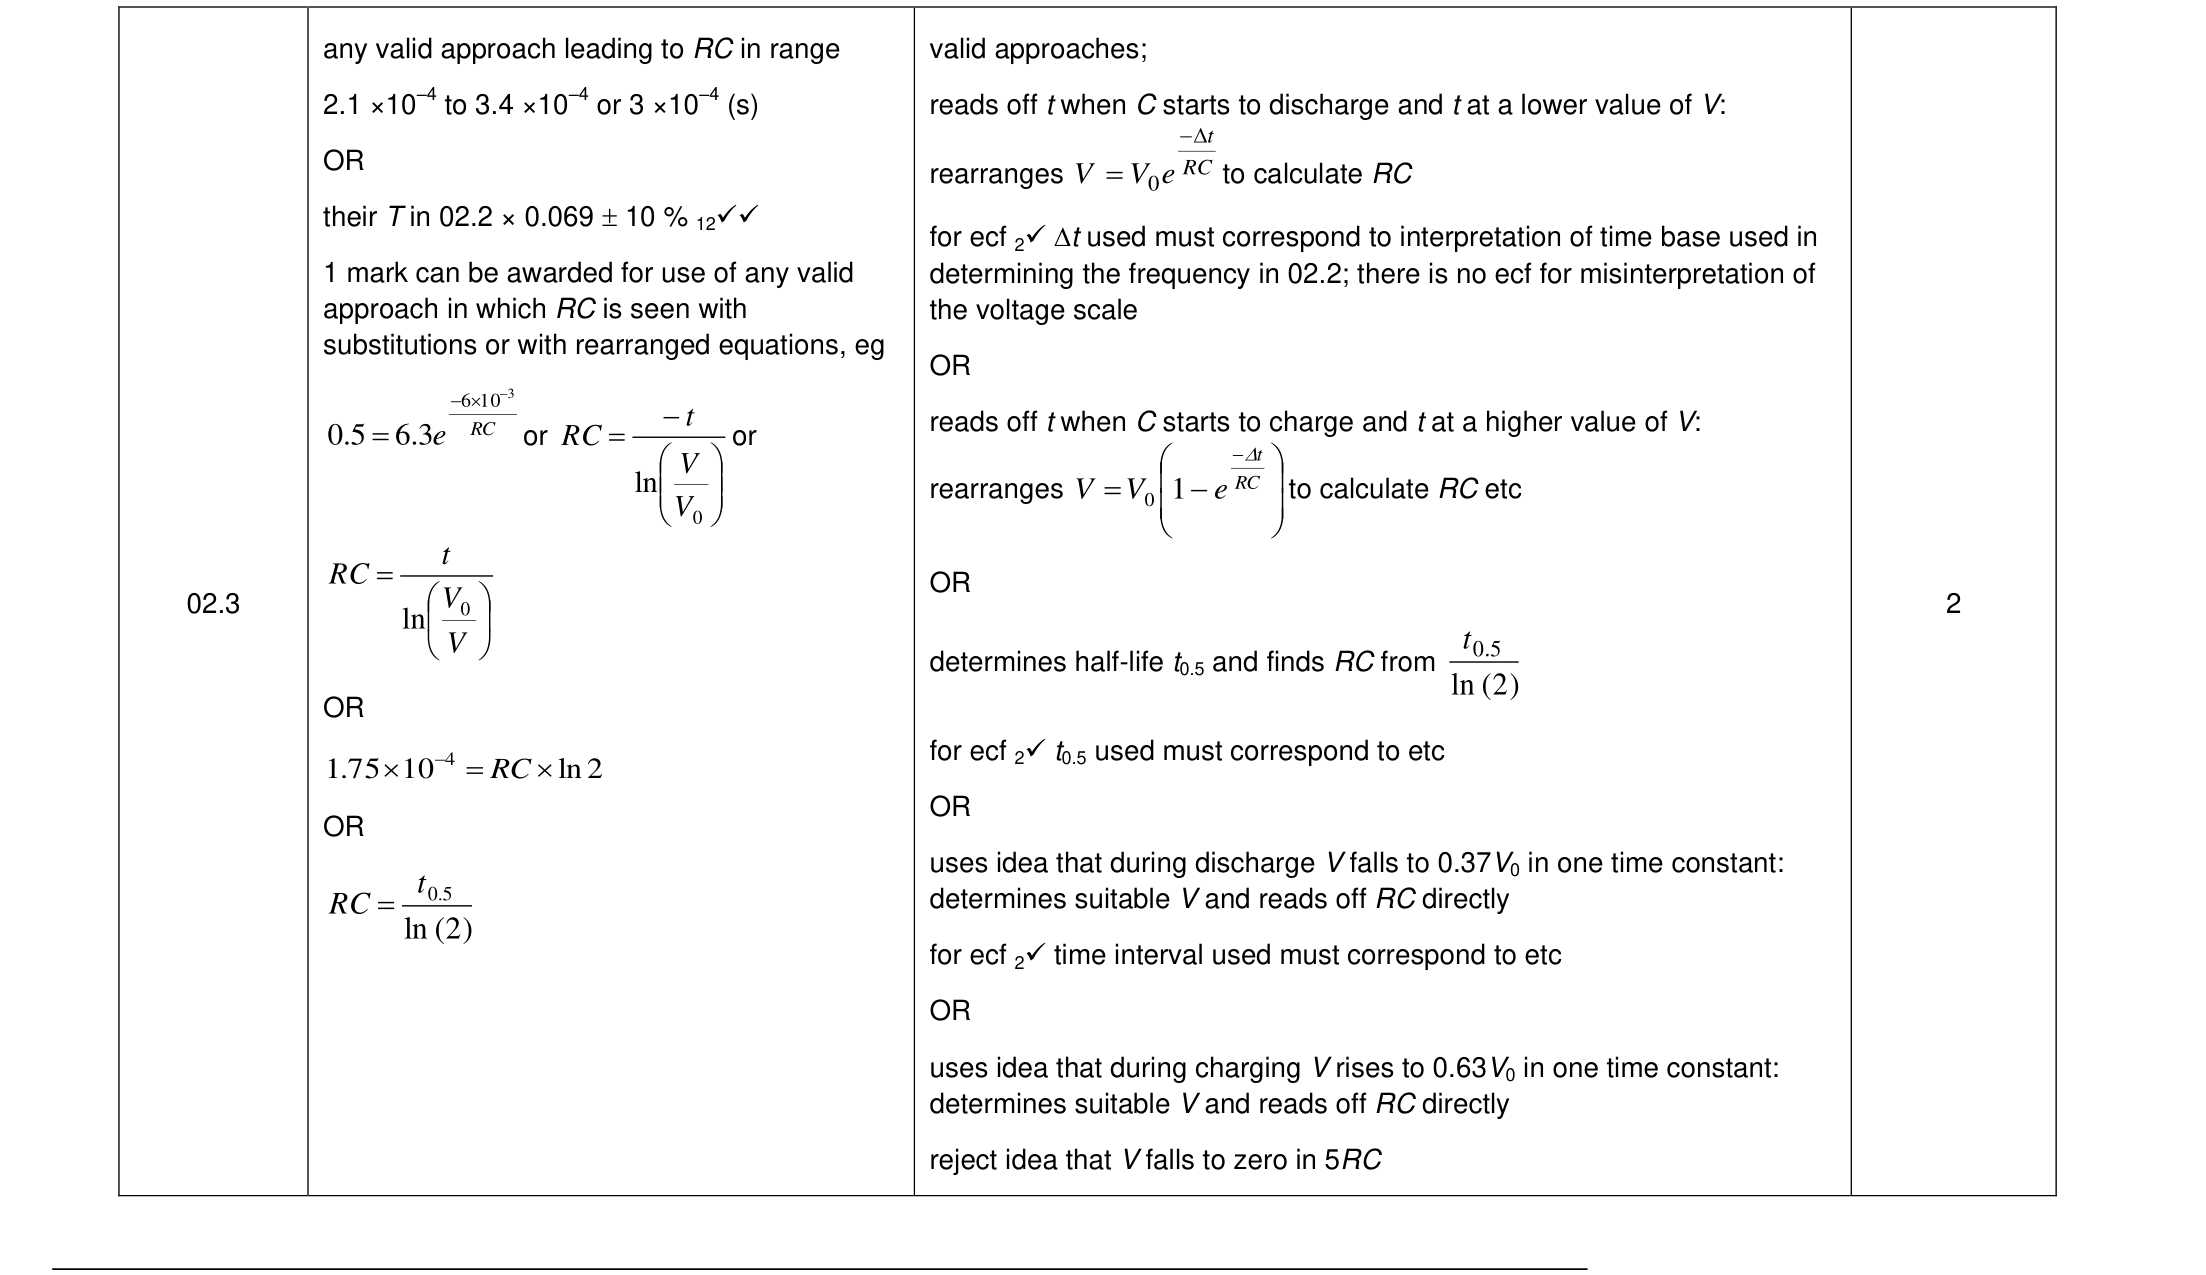 02.3
any valid approach leading to RC in range
2.1 ×10⁻⁴ to 3.4 ×10⁻⁴ or 3 ×10⁻⁴ (s)
OR
their T in 02.2 × 0.069 ± 10 % ₁₂✓✓
1 mark can be awarded for use of any valid
approach in which RC is seen with
substitutions or with rearranged equations, eg
0.5 = 6.3e^(−6×10⁻³/RC) or RC = −t/ln(V/V₀) or
RC = t/ln(V₀/V)
OR
1.75×10⁻⁴ = RC × ln 2
OR
RC = t₀.₅/ln (2)
valid approaches;
reads off t when C starts to discharge and t at a lower value of V:
rearranges V = V₀e^(−Δt/RC) to calculate RC
for ecf ₂✓ Δt used must correspond to interpretation of time base used in
determining the frequency in 02.2; there is no ecf for misinterpretation of
the voltage scale
OR
reads off t when C starts to charge and t at a higher value of V:
rearranges V = V₀(1 − e^(−Δt/RC)) to calculate RC etc
OR
determines half-life t₀.₅ and finds RC from t₀.₅/ln (2)
for ecf ₂✓ t₀.₅ used must correspond to etc
OR
uses idea that during discharge V falls to 0.37V₀ in one time constant:
determines suitable V and reads off RC directly
for ecf ₂✓ time interval used must correspond to etc
OR
uses idea that during charging V rises to 0.63V₀ in one time constant:
determines suitable V and reads off RC directly
reject idea that V falls to zero in 5RC
2